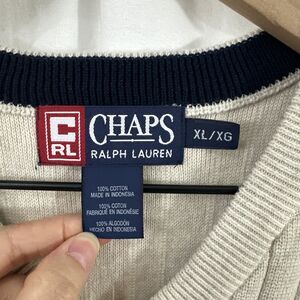 C
RL
CHAPS
RALPH LAUREN
XL/XG
100% COTTON
MADE IN INDONESIA
100% COTON
FABRIQUÉ EN INDONÉSIE
100% ALGODÓN
HECHO EN INDONESIA